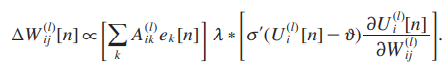 ΔW_{ij}^{(l)}[n] ∝ [∑_k A_{ik}^{(l)} e_k[n]] λ ∗ [σ′(U_i^{(l)}[n] − ϑ) ∂U_i^{(l)}[n] / ∂W_{ij}^{(l)}].